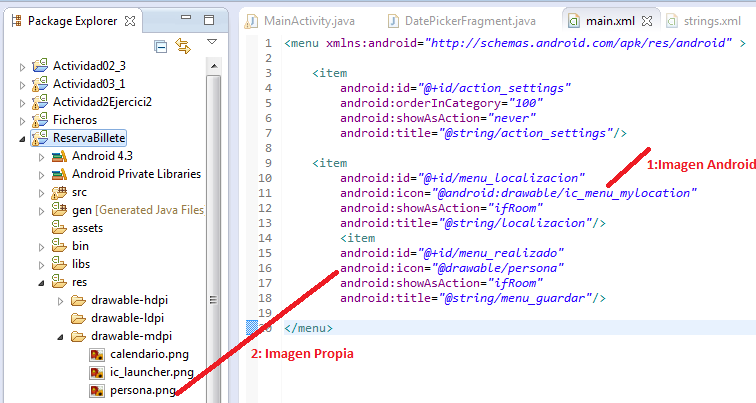 Package Explorer
Actividad02_3
Actividad03_1
Actividad2Ejercici2
Ficheros
ReservaBillete
Android 4.3
Android Private Libraries
src
gen [Generated Java Files
assets
bin
libs
res
drawable-hdpi
drawable-ldpi
drawable-mdpi
calendario.png
ic_launcher.png
persona.png
MainActivity.java
DatePickerFragment.java
main.xml
strings.xml
1 <menu xmlns:android="http://schemas.android.com/apk/res/android" >
2
3 <item
4 android:id="@+id/action_settings"
5 android:orderInCategory="100"
6 android:showAsAction="never"
7 android:title="@string/action_settings"/>
8
9 <item
10 android:id="@+id/menu_localizacion"
11 android:icon="@android:drawable/ic_menu_mylocation"
12 android:showAsAction="ifRoom"
13 android:title="@string/localizacion"/>
14 <item
15 android:id="@+id/menu_realizado"
16 android:icon="@drawable/persona"
17 android:showAsAction="ifRoom"
18 android:title="@string/menu_guardar"/>
19
20 </menu>
1:Imagen Android
2: Imagen Propia